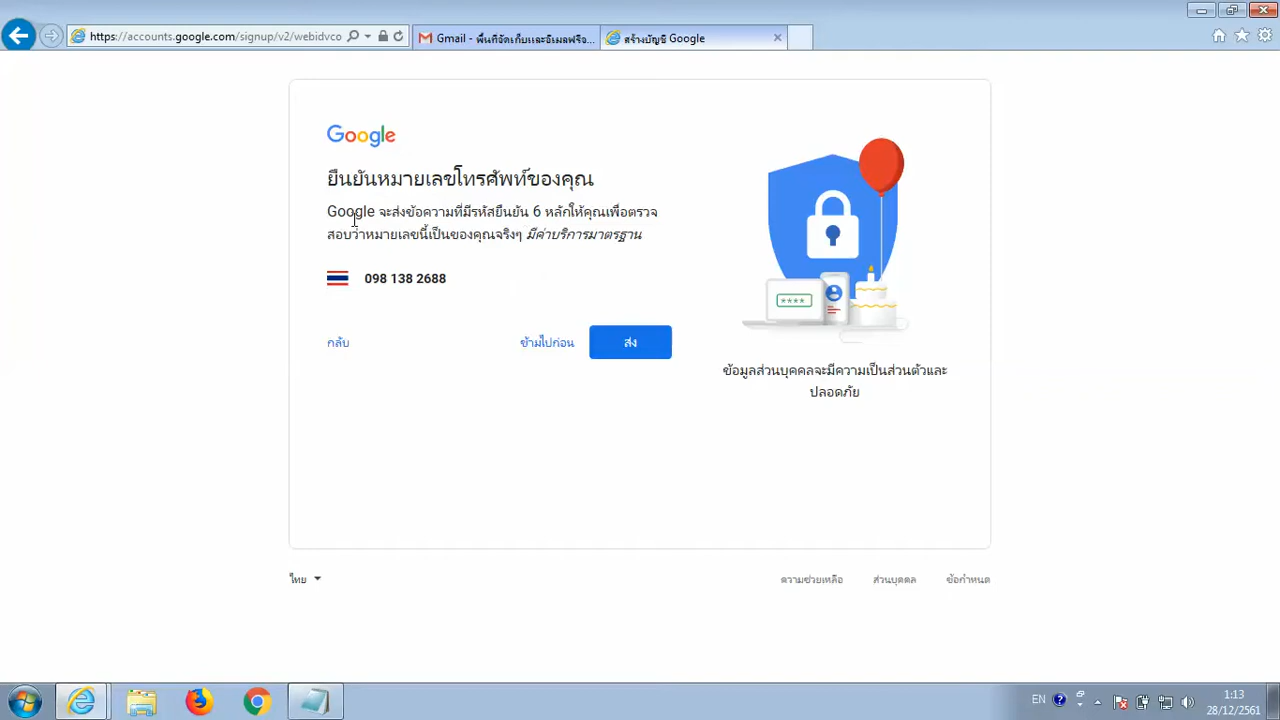 https://accounts.google.com/signup/v2/webidvco
Gmail - พื้นที่จัดเก็บและอีเมลฟรีจ...
สร้างบัญชี Google
Google
ยืนยันหมายเลขโทรศัพท์ของคุณ
Google จะส่งข้อความที่มีรหัสยืนยัน 6 หลักให้คุณเพื่อตรวจ
สอบว่าหมายเลขนี้เป็นของคุณจริงๆ มีค่าบริการมาตรฐาน
098 138 2688
กลับ
ข้ามไปก่อน
ส่ง
****
ข้อมูลส่วนบุคคลจะมีความเป็นส่วนตัวและ
ปลอดภัย
ไทย
ความช่วยเหลือ
ส่วนบุคคล
ข้อกำหนด
EN
1:13
28/12/2561